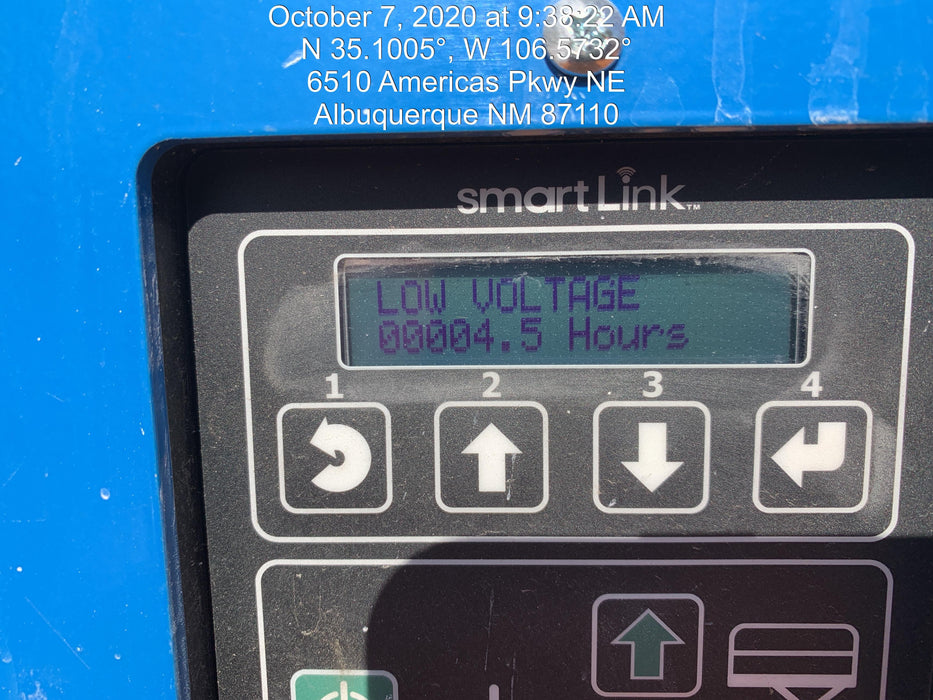 October 7, 2020 at 9:38:22 AM
N 35.1005°, W 106.5732°
6510 Americas Pkwy NE
Albuquerque NM 87110
smartLink™
LOW VOLTAGE
00004.5 Hours
1 2 3 4